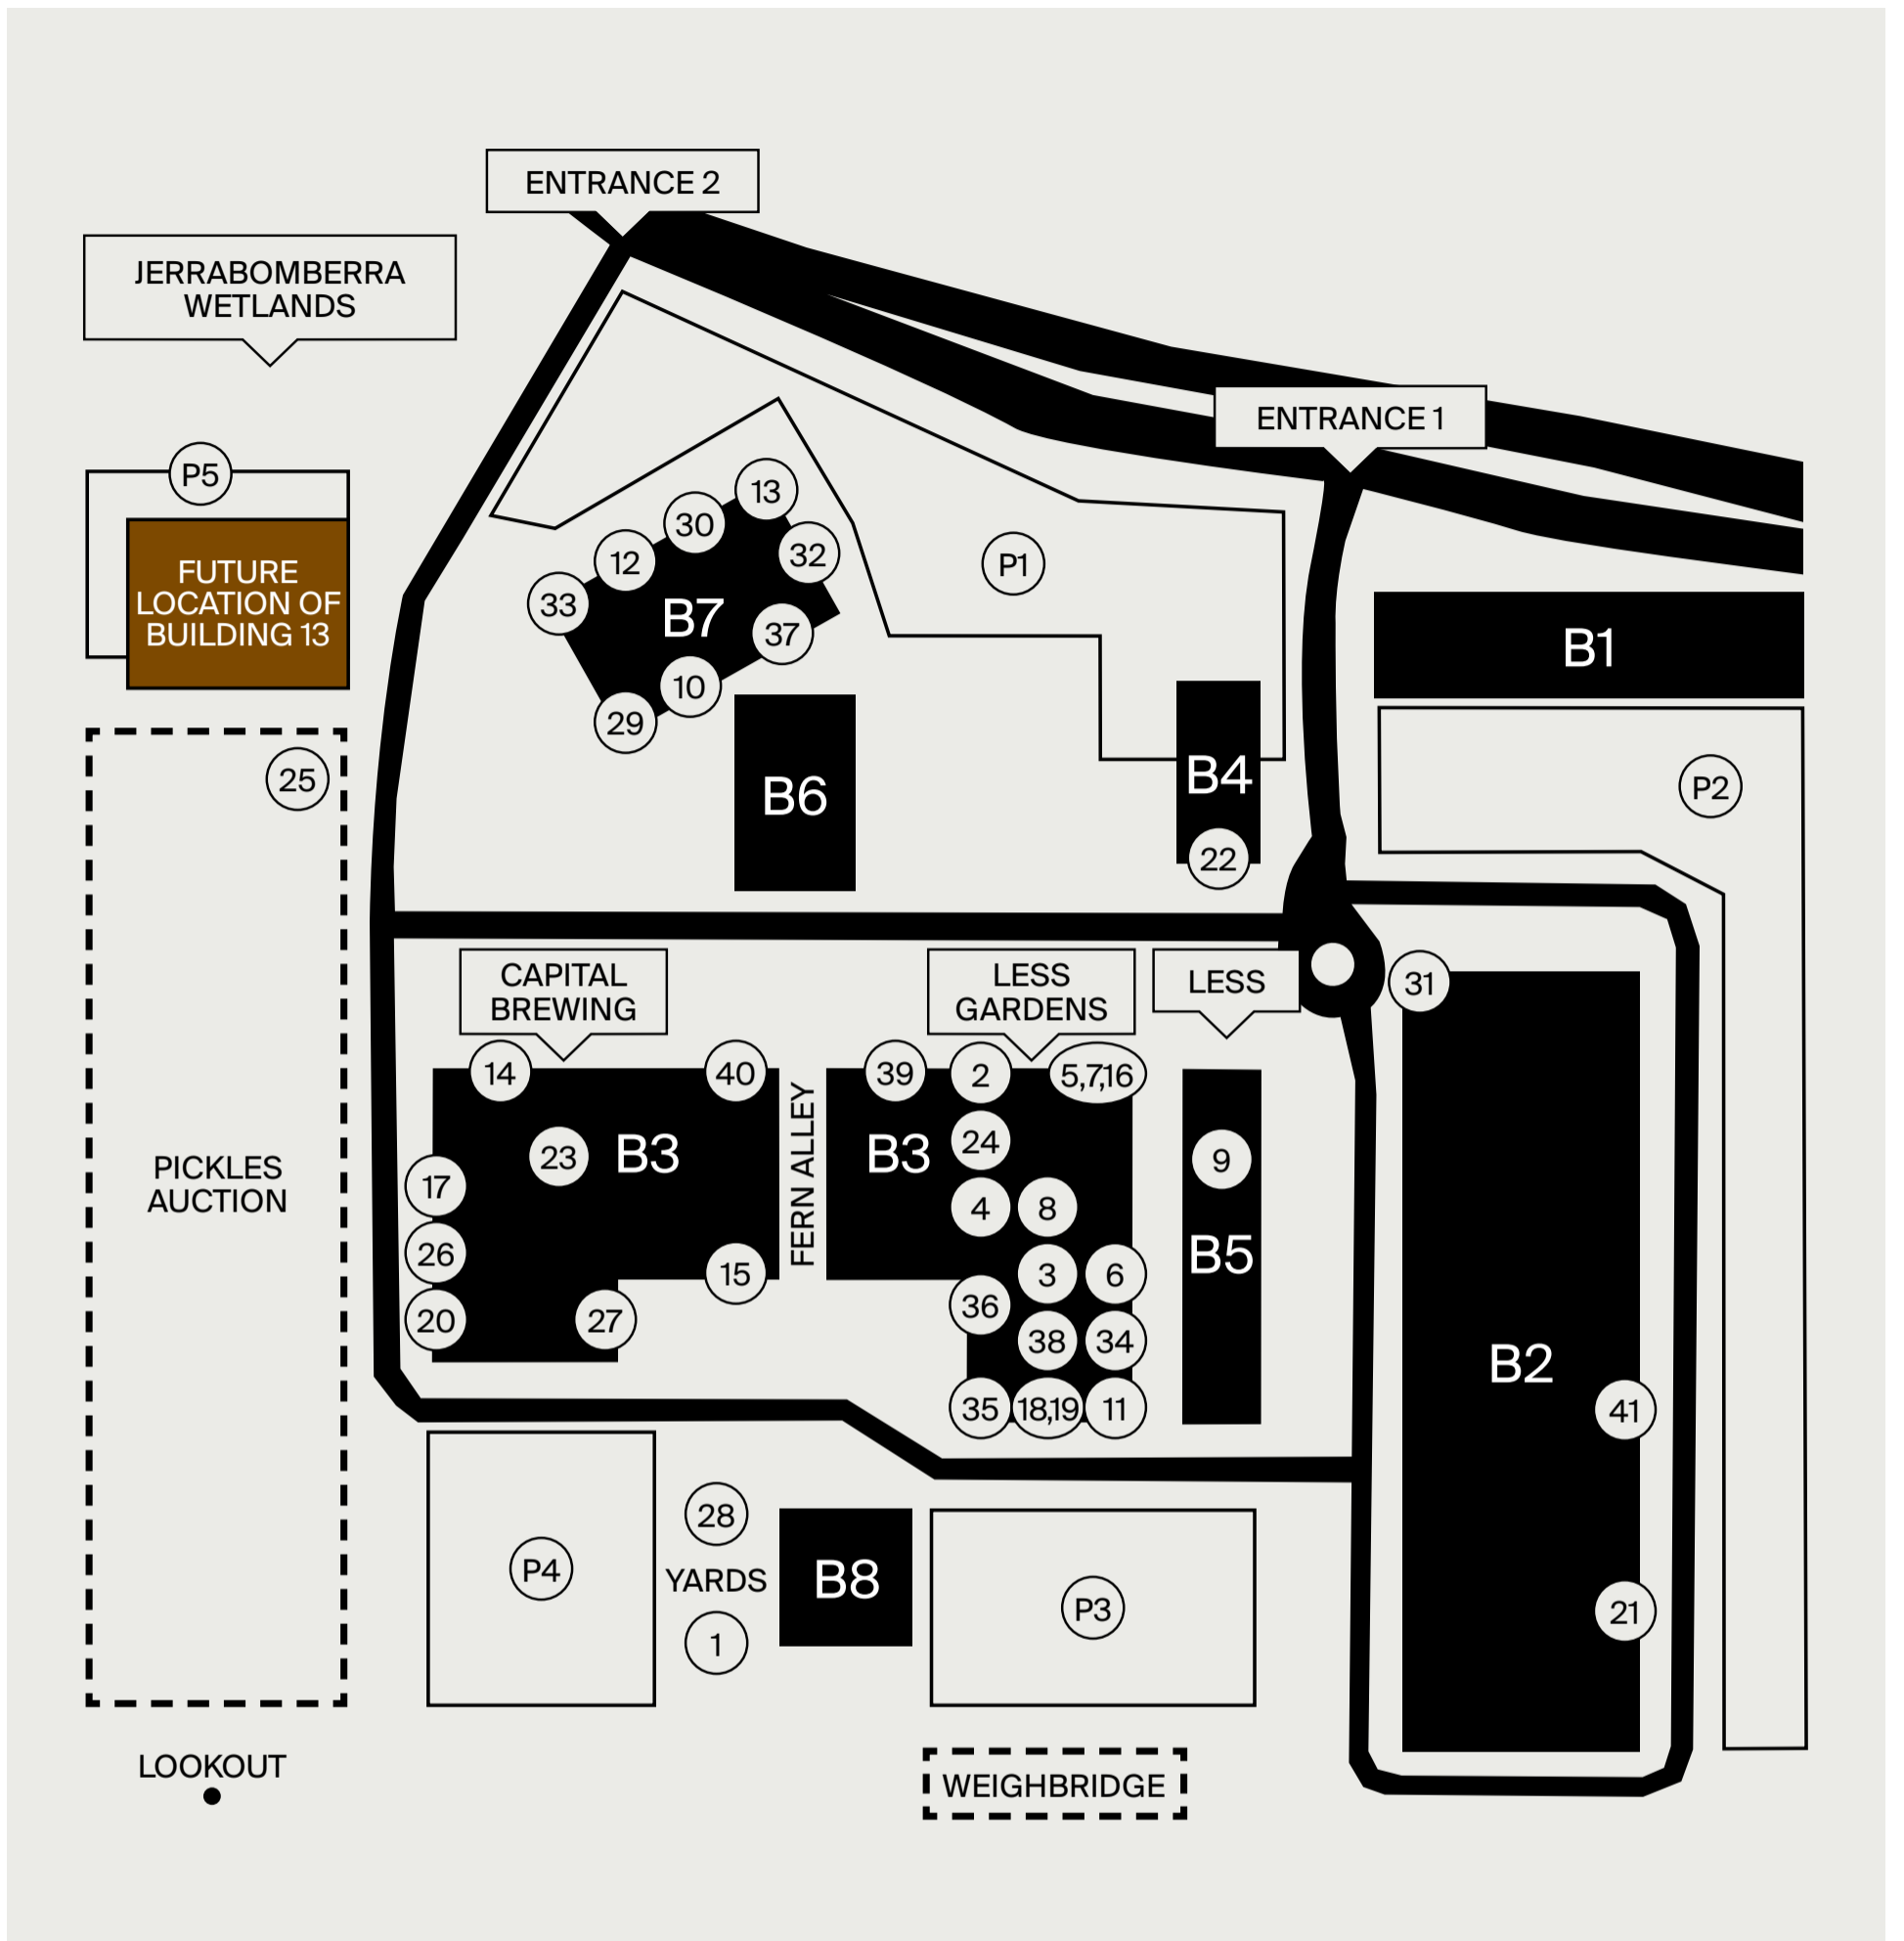 ENTRANCE 2
JERRABOMBERRA
WETLANDS
ENTRANCE 1
P5
FUTURE
LOCATION OF
BUILDING 13
13
30
32
12
33
B7
37
10
29
P1
B1
B6
B4
22
P2
25
PICKLES
AUCTION
CAPITAL
BREWING
LESS
GARDENS
LESS
31
14
40
23
B3
17
26
20
27
15
FERN ALLEY
39
2
5,7,16
B3
24
4
8
3
6
36
38
34
35
18,19
11
9
B5
B2
41
21
P4
28
YARDS
1
B8
P3
LOOKOUT
WEIGHBRIDGE